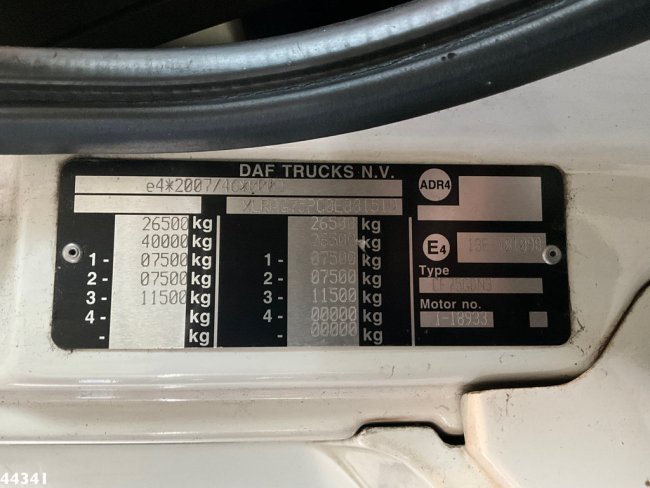 DAF TRUCKS N.V.
ADR4
26500 kg 26500 kg
40000 kg kg
E4
1 - 07500 kg 1 - 07500 kg
Type
2 - 07500 kg 2 - 07500 kg
3 - 11500 kg 3 - 11500 kg
Motor no.
4 - kg 4 - 00000 kg
1-18933
- kg - 00000 kg
44341